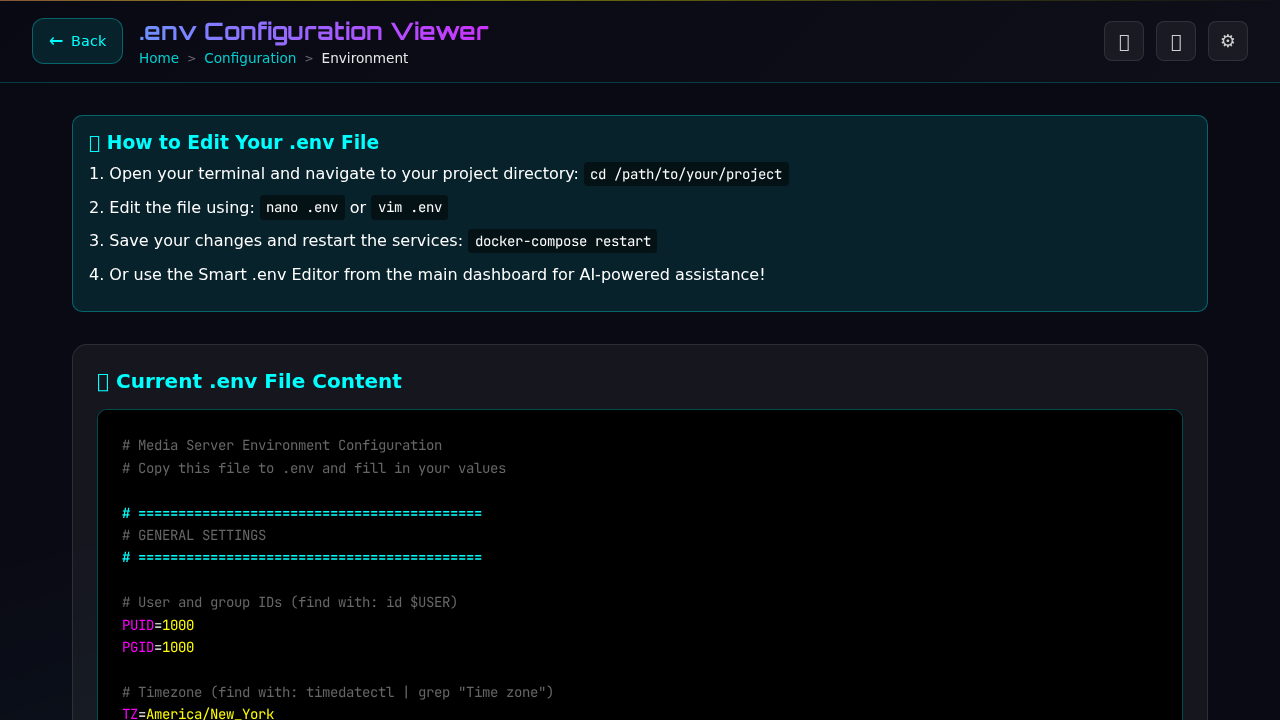 ← Back
.env Configuration Viewer
Home > Configuration > Environment
How to Edit Your .env File
1. Open your terminal and navigate to your project directory: cd /path/to/your/project
2. Edit the file using: nano .env or vim .env
3. Save your changes and restart the services: docker-compose restart
4. Or use the Smart .env Editor from the main dashboard for AI-powered assistance!
Current .env File Content
# Media Server Environment Configuration
# Copy this file to .env and fill in your values
# ===========================================
# GENERAL SETTINGS
# ===========================================
# User and group IDs (find with: id $USER)
PUID=1000
PGID=1000
# Timezone (find with: timedatectl | grep "Time zone")
TZ=America/New_York